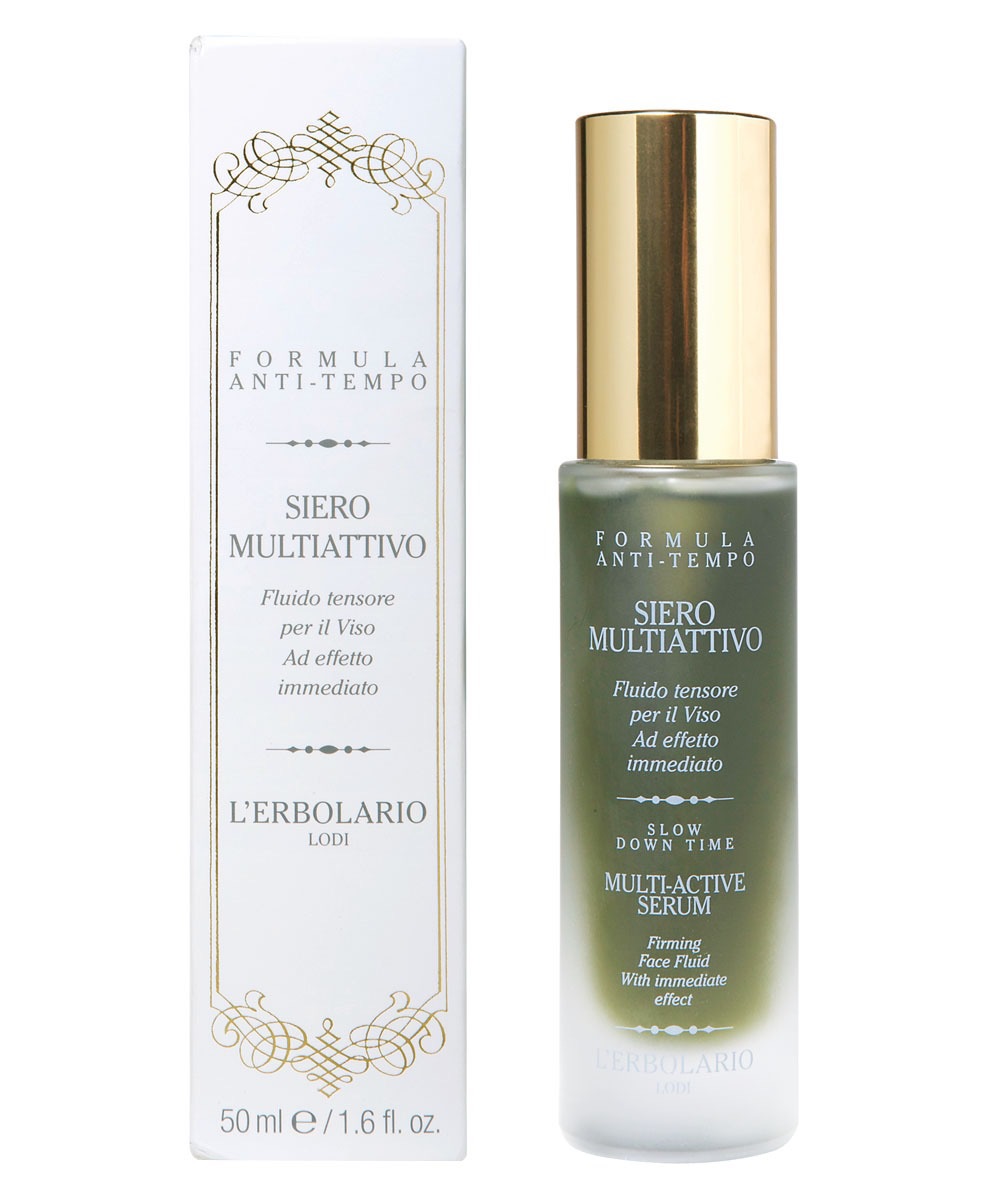 FORMULA
ANTI-TEMPO
SIERO
MULTIATTIVO
Fluido tensore
per il Viso
Ad effetto
immediato
L'ERBOLARIO
LODI
50 ml ℮ / 1.6 fl. oz.
FORMULA
ANTI-TEMPO
SIERO
MULTIATTIVO
Fluido tensore
per il Viso
Ad effetto
immediato
SLOW
DOWN TIME
MULTI-ACTIVE
SERUM
Firming
Face Fluid
With immediate
effect
L'ERBOLARIO
LODI